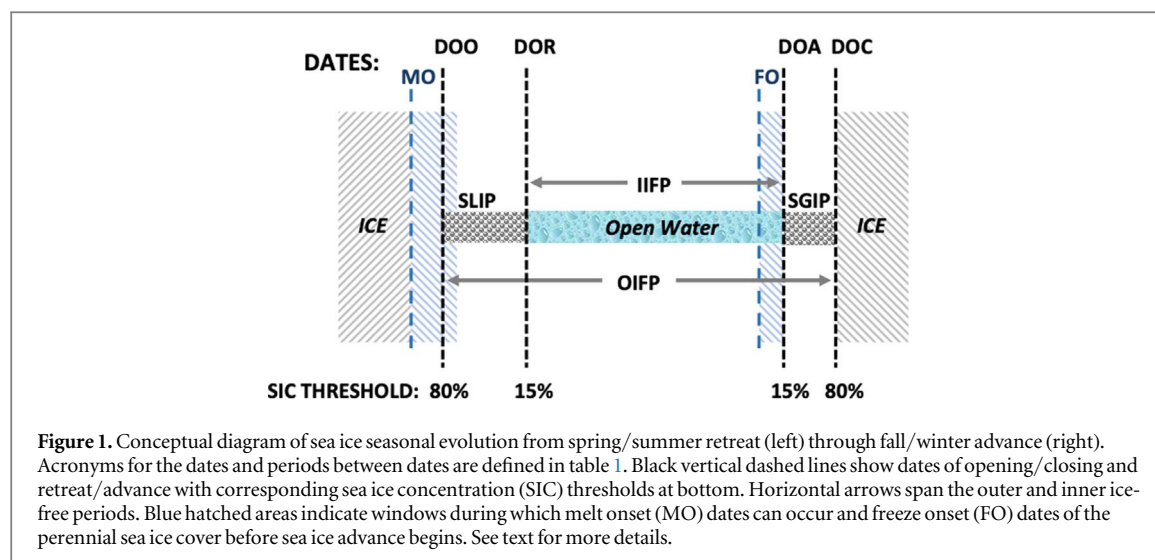 DOO DOR DOA DOC
DATES:
MO FO
IIFP
SLIP SGIP
ICE Open Water ICE
OIFP
SIC THRESHOLD: 80% 15% 15% 80%
Figure 1. Conceptual diagram of sea ice seasonal evolution from spring/summer retreat (left) through fall/winter advance (right).
Acronyms for the dates and periods between dates are defined in table 1. Black vertical dashed lines show dates of opening/closing and
retreat/advance with corresponding sea ice concentration (SIC) thresholds at bottom. Horizontal arrows span the outer and inner ice-
free periods. Blue hatched areas indicate windows during which melt onset (MO) dates can occur and freeze onset (FO) dates of the
perennial sea ice cover before sea ice advance begins. See text for more details.